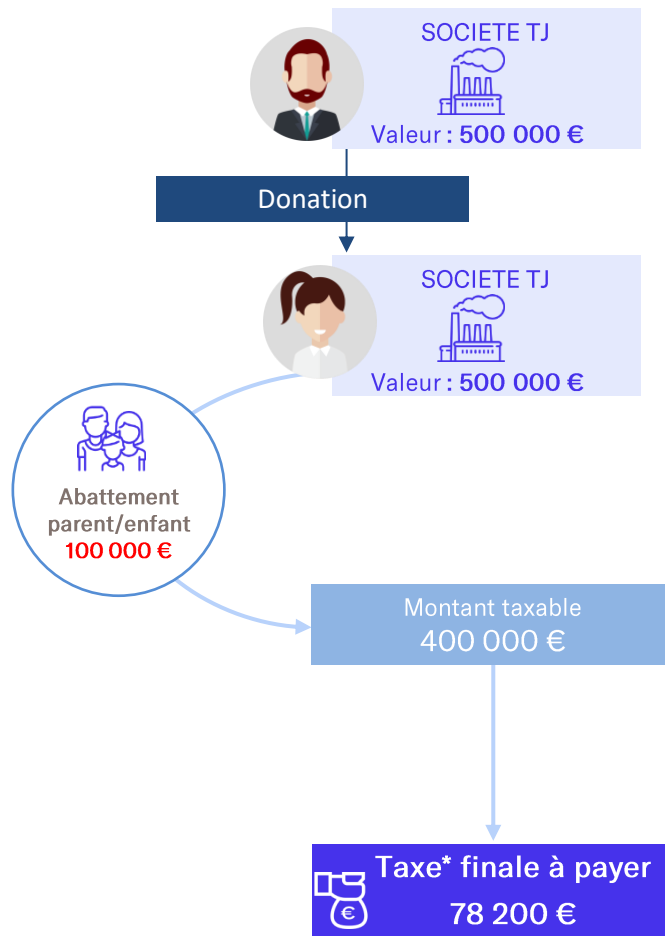 SOCIETE TJ
Valeur : 500 000 €
Donation
SOCIETE TJ
Valeur : 500 000 €
Abattement
parent/enfant
100 000 €
Montant taxable
400 000 €
Taxe* finale à payer
€
78 200 €